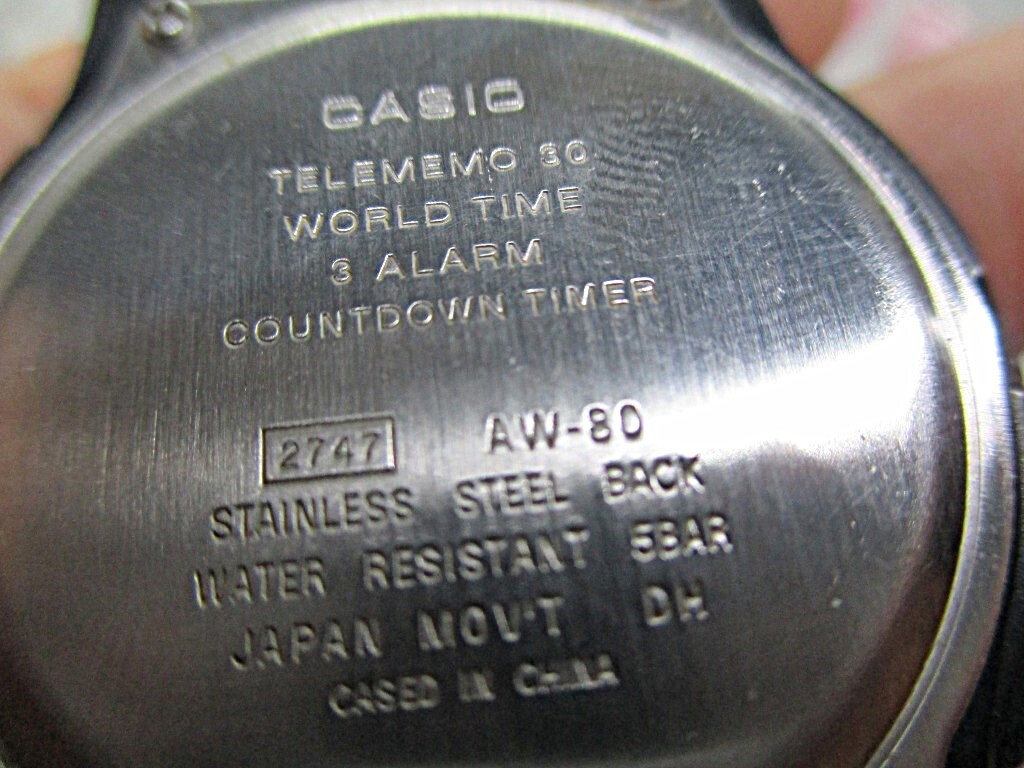 CASIO
TELEMEMO 30
WORLD TIME
3 ALARM
COUNTDOWN TIMER
2747 AW-80
STAINLESS STEEL BACK
WATER RESISTANT 5BAR
JAPAN MOV'T DH
CASED IN CHINA